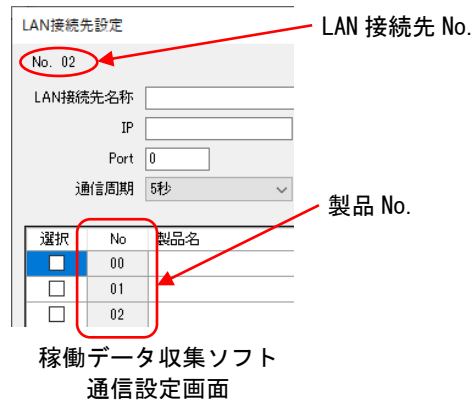 LAN接続先設定
LAN 接続先 No.
No. 02
LAN接続先名称
IP
Port 0
通信周期 5秒
製品 No.
選択 No 製品名
00
01
02
稼働データ収集ソフト
通信設定画面